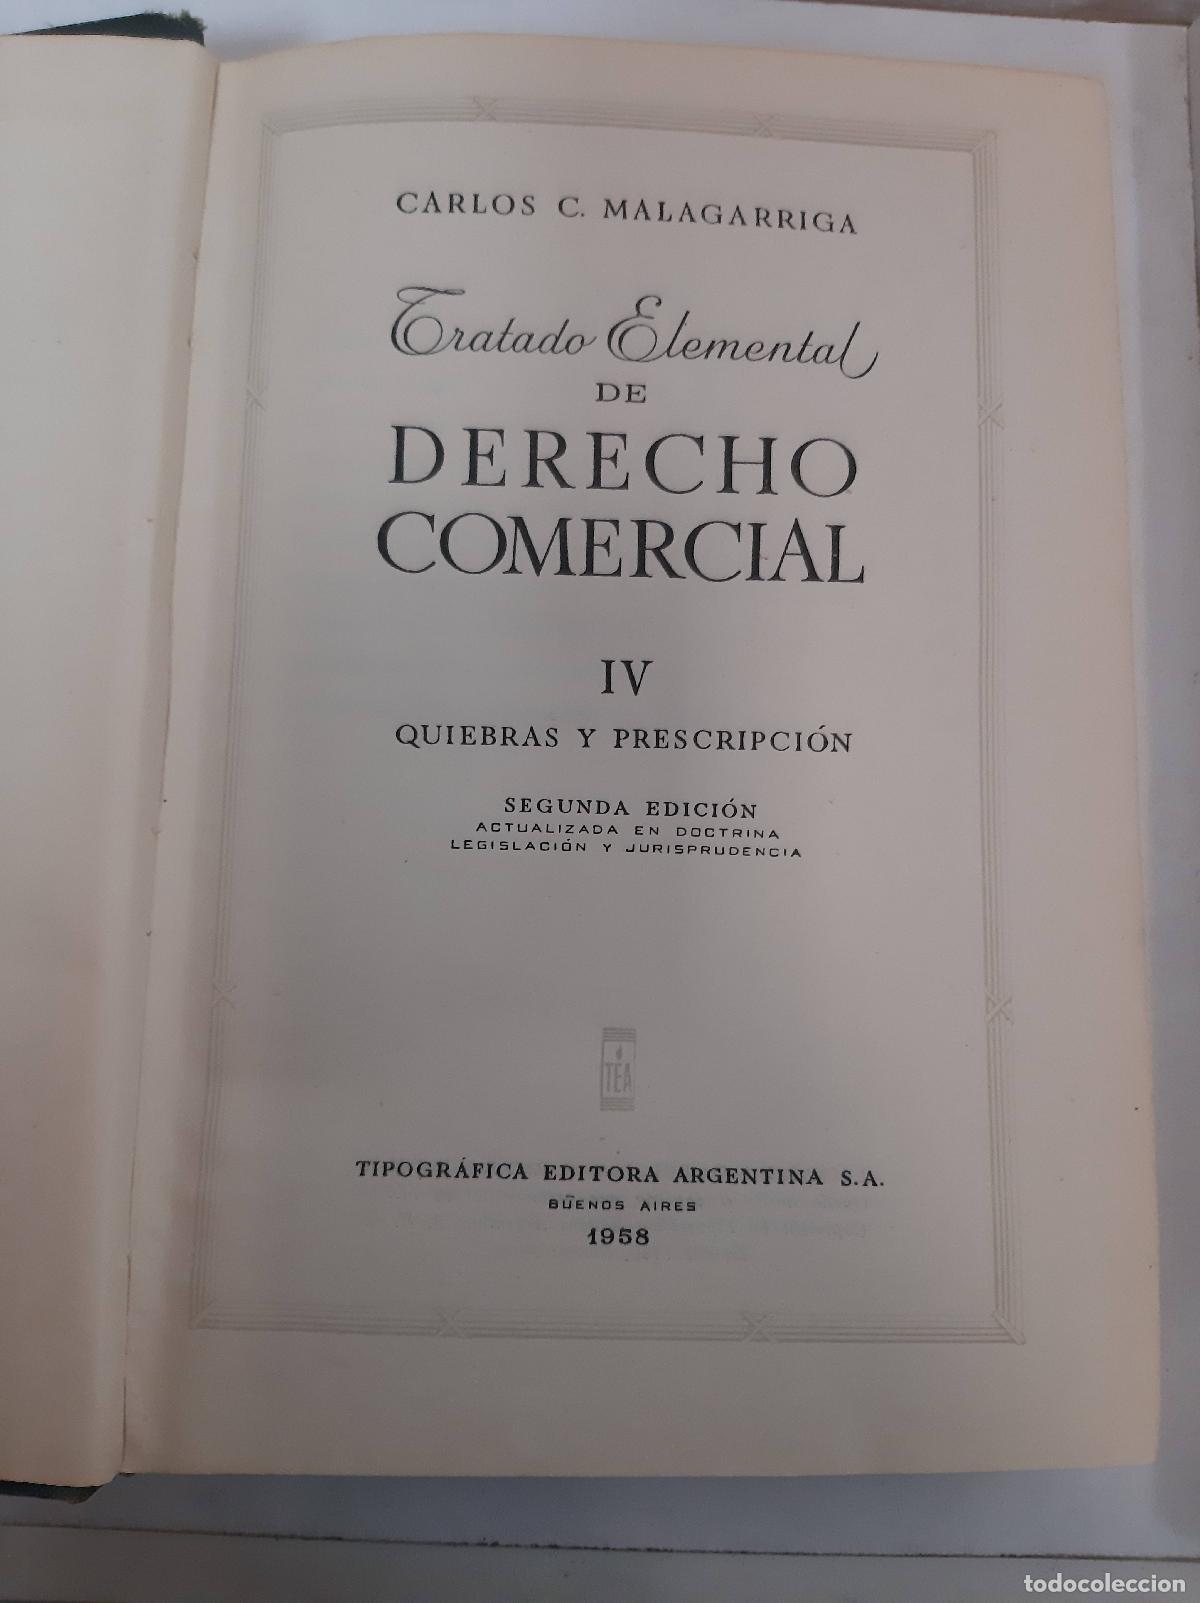 CARLOS C. MALAGARRIGA
Tratado Elemental
DE
DERECHO
COMERCIAL
IV
QUIEBRAS Y PRESCRIPCIÓN
SEGUNDA EDICIÓN
ACTUALIZADA EN DOCTRINA
LEGISLACIÓN Y JURISPRUDENCIA
TEA
TIPOGRÁFICA EDITORA ARGENTINA S.A.
BUENOS AIRES
1958
todocoleccion